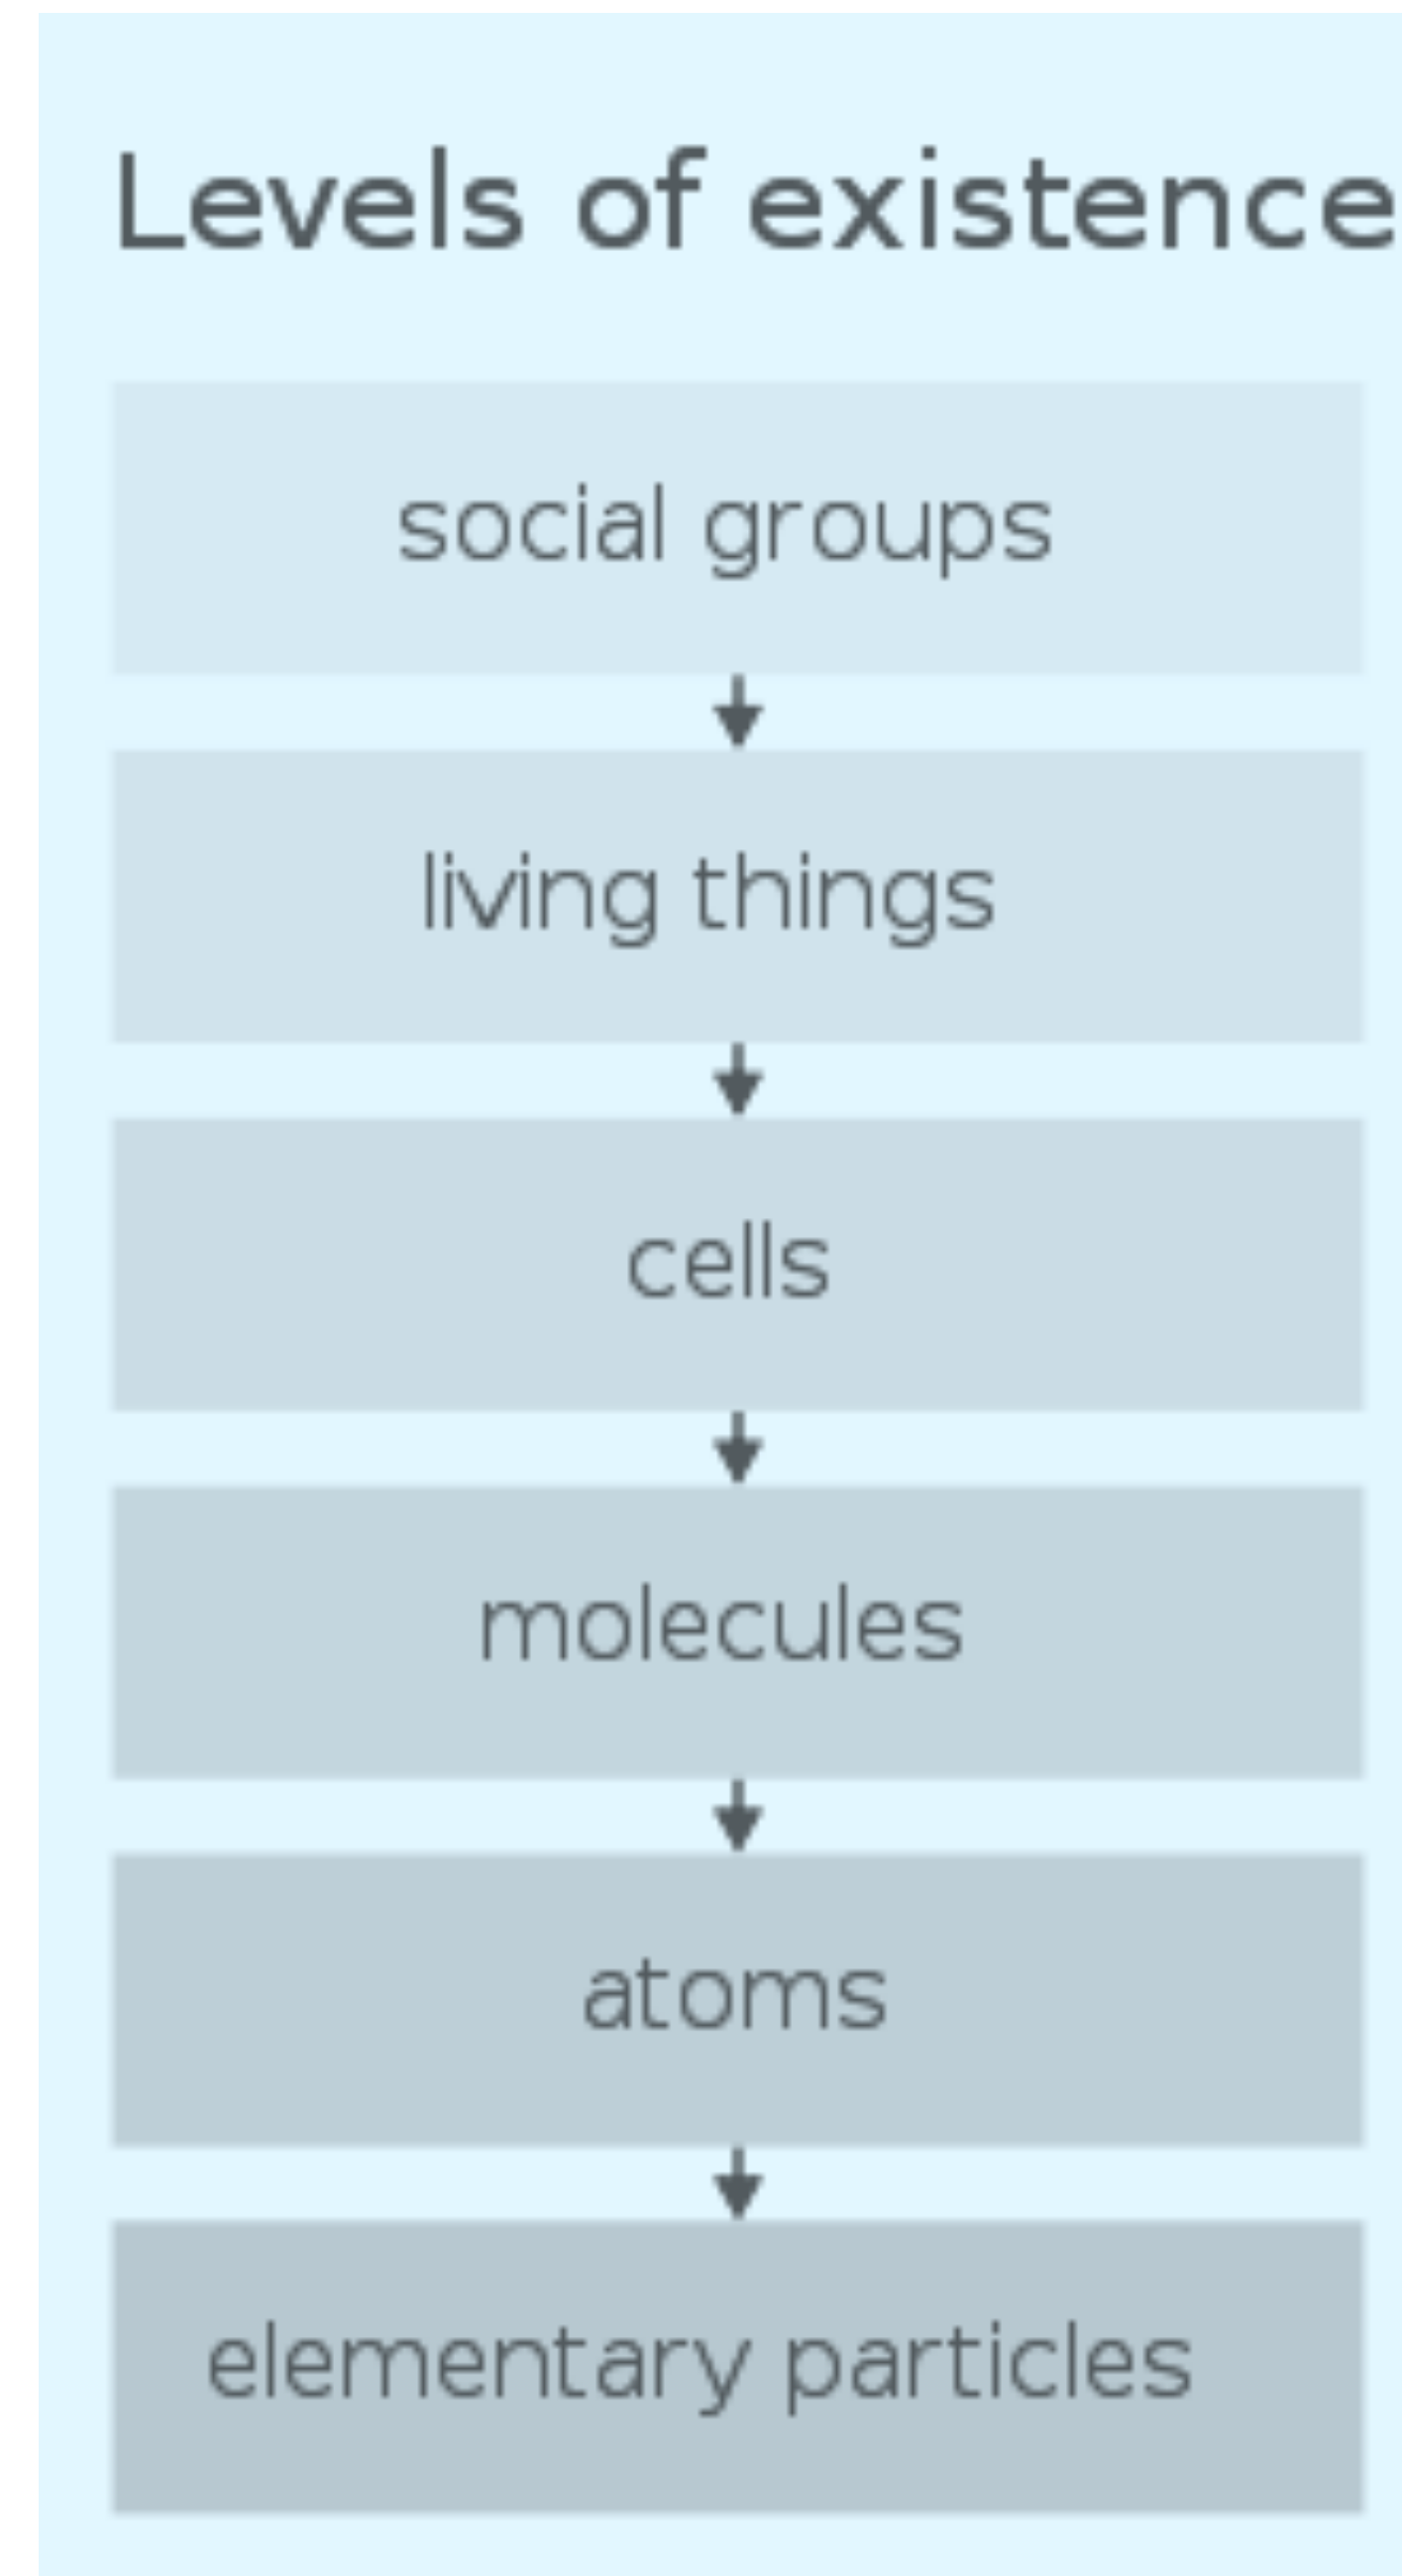 Levels of existence
social groups
living things
cells
molecules
atoms
elementary particles